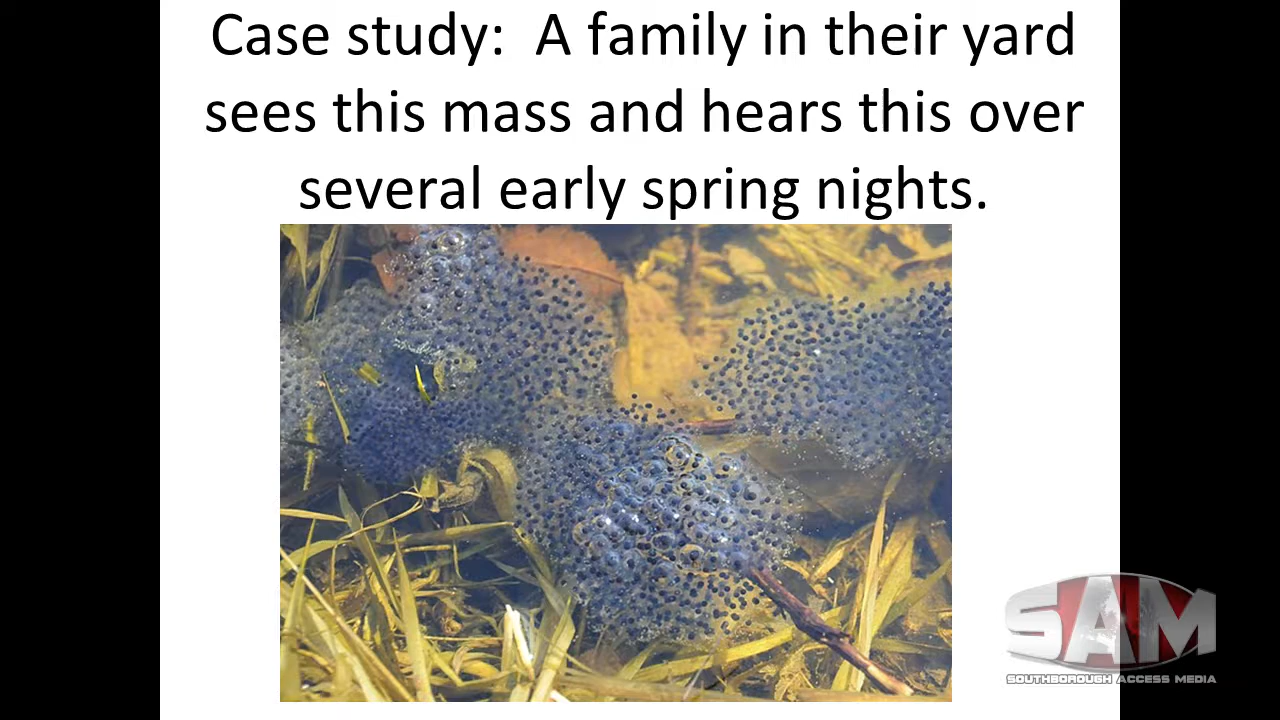 Case study:  A family in their yard
sees this mass and hears this over
several early spring nights.
SAM
SOUTHBOROUGH ACCESS MEDIA